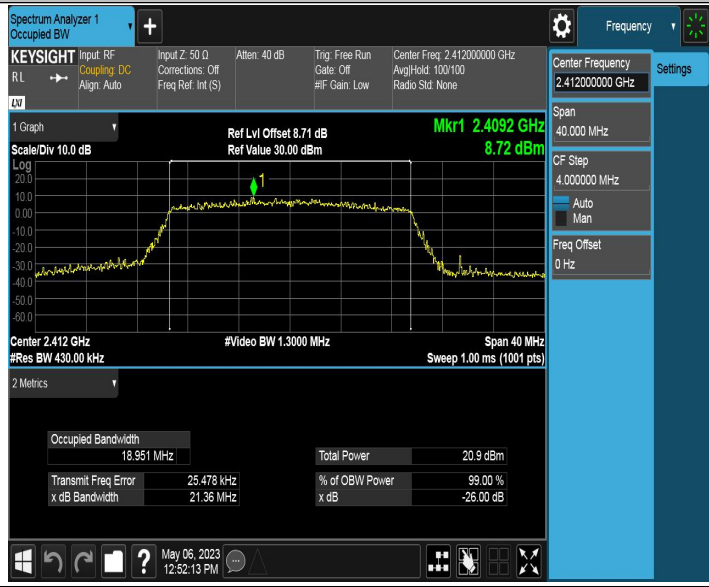 Spectrum Analyzer 1
Occupied BW
+
Frequency
KEYSIGHT
RL
LXI
Input: RF
Coupling: DC
Align: Auto
Input Z: 50 Ω
Corrections: Off
Freq Ref: Int (S)
Atten: 40 dB
Trig: Free Run
Gate: Off
#IF Gain: Low
Center Freq: 2.412000000 GHz
Avg|Hold: 100/100
Radio Std: None
Center Frequency
2.412000000 GHz
Settings
Span
40.000 MHz
CF Step
4.000000 MHz
Auto
Man
Freq Offset
0 Hz
1 Graph
Scale/Div 10.0 dB
Ref Lvl Offset 8.71 dB
Ref Value 30.00 dBm
Mkr1 2.4092 GHz
8.72 dBm
Log
20.0
10.0
0.00
-10.0
-20.0
-30.0
-40.0
-50.0
-60.0
1
Center 2.412 GHz
#Video BW 1.3000 MHz
Span 40 MHz
#Res BW 430.00 kHz
Sweep 1.00 ms (1001 pts)
2 Metrics
Occupied Bandwidth
18.951 MHz
Total Power 20.9 dBm
Transmit Freq Error 25.478 kHz
% of OBW Power 99.00 %
x dB Bandwidth 21.36 MHz
x dB -26.00 dB
?
May 06, 2023
12:52:13 PM